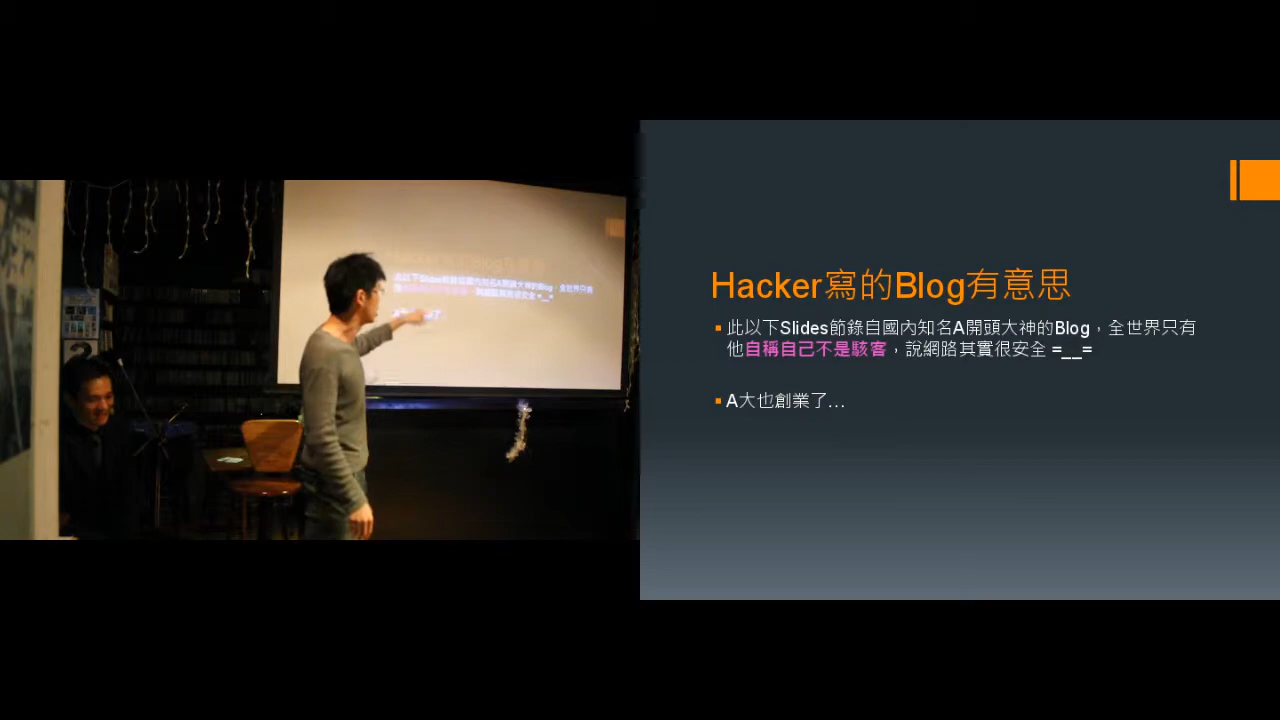 Hacker寫的Blog有意思
此以下Slides節錄自國內知名A開頭大神的Blog，全世界只有
他自稱自己不是駭客，說網路其實很安全 =__=
A大也創業了...